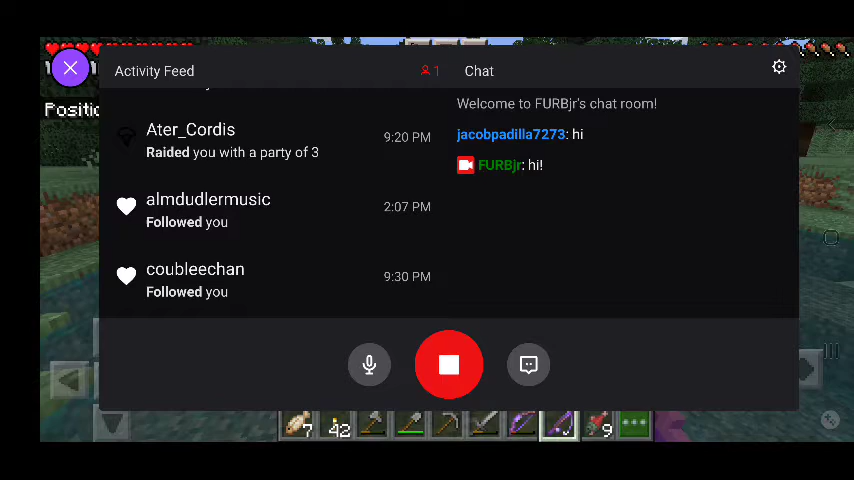 Activity Feed
1
Chat
Positio
Welcome to FURBjr's chat room!
Ater_Cordis
Raided you with a party of 3
9:20 PM
jacobpadilla7273: hi
FURBjr: hi!
almdudlermusic
Followed you
2:07 PM
coubleechan
Followed you
9:30 PM
7
42
9